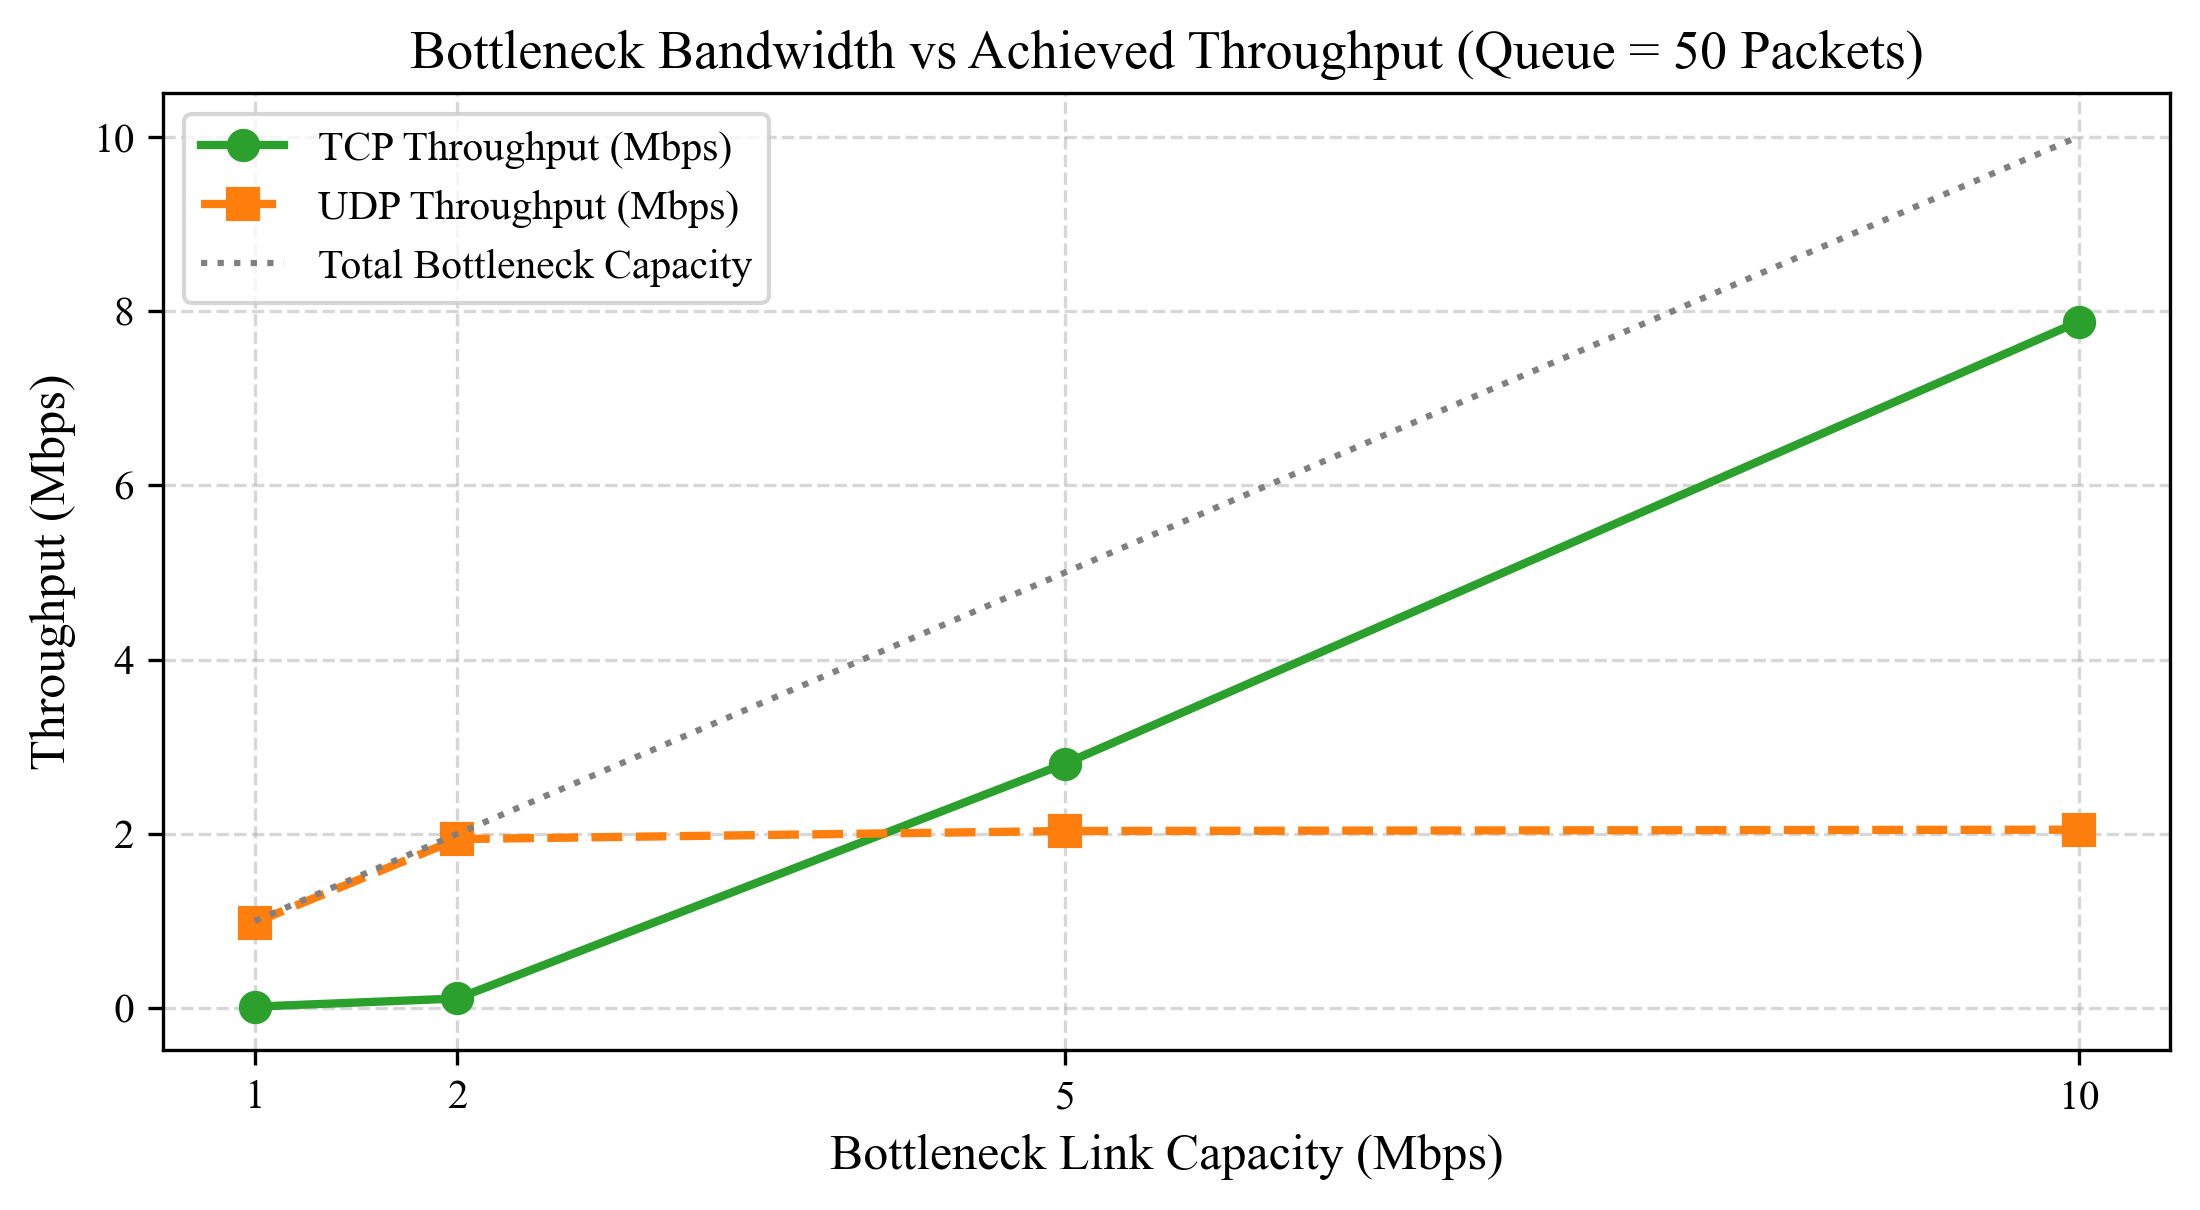 Bottleneck Bandwidth vs Achieved Throughput (Queue = 50 Packets)
TCP Throughput (Mbps)
UDP Throughput (Mbps)
Total Bottleneck Capacity
Throughput (Mbps)
10
8
6
4
2
0
1 2 5 10
Bottleneck Link Capacity (Mbps)